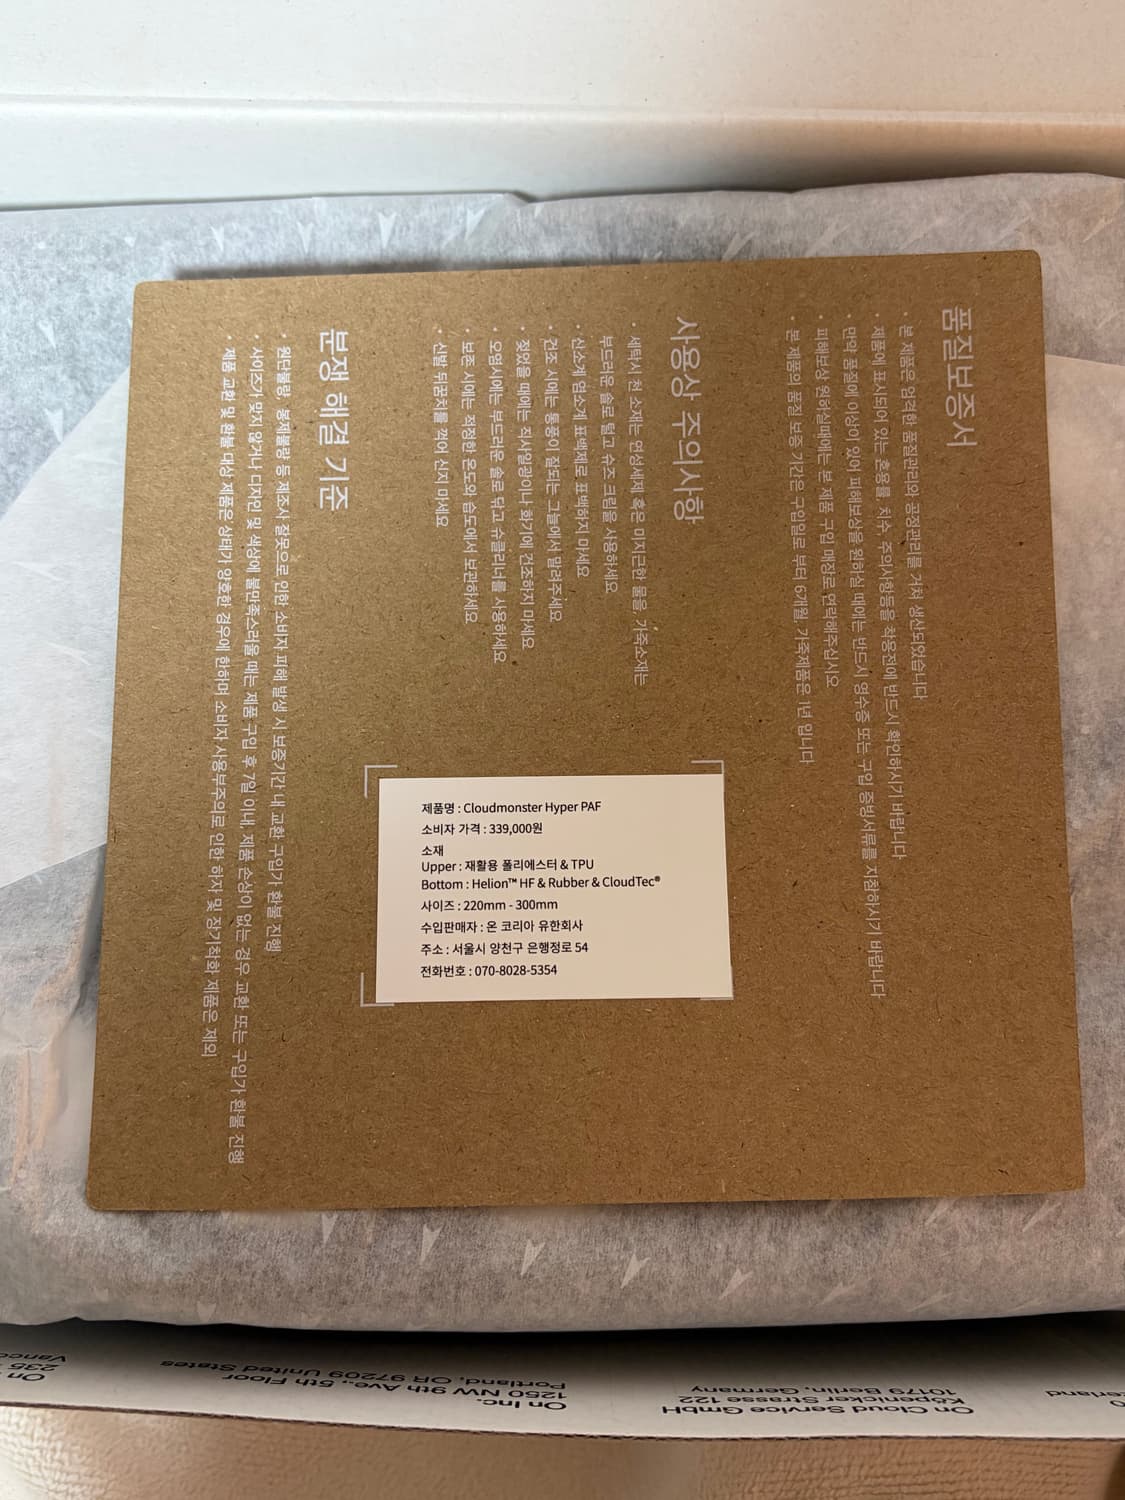 품질보증서
• 본 제품은 엄격한 품질관리와 공정관리를 거쳐 생산되었습니다
• 제품에 표시되어 있는 혼용률, 치수, 주의사항등을 착용전에 반드시 확인하시기 바랍니다
• 만약 품질에 이상이 있어 피해보상을 원하실 때에는 반드시 영수증 또는 구입 증빙서류를 지참하시기 바랍니다
• 피해보상 원하실때에는 본 제품 구입 매장로 연락해주십시오
• 본 제품의 품질 보증 기간은 구입일로 부터 6개월, 가죽제품은 1년 입니다
사용상 주의사항
• 세탁시 천 소재는 연성세제 혹은 미지근한 물을, 가죽소재는
부드러운 솔로 털고 슈즈 크림을 사용하세요
• 산소계 염소계 표백제로 표백하지 마세요
• 건조 시에는 통풍이 잘되는 그늘에서 말려주세요
• 젖었을 때에는 직사일광이나 화기에 건조하지 마세요
• 오염시에는 부드러운 솔로 닦고 슈클리너를 사용하세요
• 보존 시에는 적정한 온도와 습도에서 보관하세요
• 신발 뒤꿈치를 꺾어 신지 마세요
분쟁 해결 기준
• 원단불량, 봉제불량 등 제조사 잘못으로 인한 소비자 피해 발생 시 보증기간 내 교환 구입가 환불 진행
• 사이즈가 맞지 않거나 디자인 및 색상에 불만족스러울 때는 제품 구입 후 7일 이내, 제품 손상이 없는 경우 교환 또는 구입가 환불 진행
• 제품 교환 및 환불 대상 제품은 상태가 양호한 경우에 한하며 소비자 사용부주의로 인한 하자 및 장기착화 제품은 제외
제품명 : Cloudmonster Hyper PAF
소비자 가격 : 339,000원
소재
Upper : 재활용 폴리에스터 & TPU
Bottom : Helion™ HF & Rubber & CloudTec®
사이즈 : 220mm - 300mm
수입판매자 : 온 코리아 유한회사
주소 : 서울시 양천구 은행정로 54
전화번호 : 070-8028-5354
On Cloud Service GmbH
Köpenicker Strasse 122
10179 Berlin, Germany
On Inc.
1250 NW 9th Ave., 5th Floor
Portland, OR 97209 United States
On
235